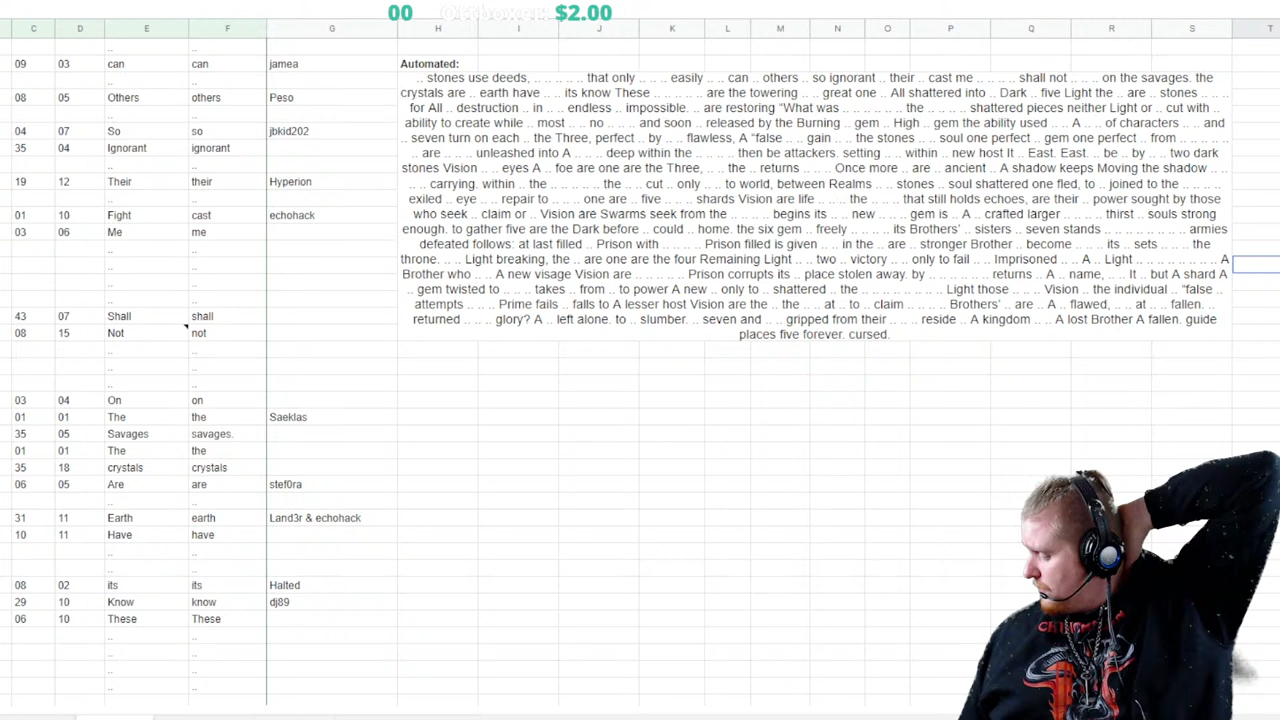 00 $2.00
C D E F G H I J K L M N O P Q R S T
.. ..
09 03 can can jamea
.. ..
08 05 Others others Peso
.. ..
04 07 So so jbkid202
35 04 Ignorant ignorant
.. ..
19 12 Their their Hyperion
.. ..
01 10 Fight cast echohack
03 06 Me me
.. ..
.. ..
.. ..
.. ..
43 07 Shall shall
08 15 Not not
.. ..
.. ..
.. ..
03 04 On on
01 01 The the Saeklas
35 05 Savages savages.
01 01 The the
35 18 crystals crystals
06 05 Are are stef0ra
.. ..
31 11 Earth earth Land3r & echohack
10 11 Have have
.. ..
.. ..
08 02 its its Halted
29 10 Know know dj89
06 10 These These
.. ..
.. ..
.. ..
.. ..
Automated:
.. stones use deeds, .. .. .. .. .. that only .. .. .. easily .. can .. others .. so ignorant .. their .. cast me .. .. .. .. shall not .. .. .. on the savages. the
crystals are .. earth have .. .. its know These .. .. .. .. are the towering .. .. great one .. All shattered into .. Dark .. five Light the .. are .. stones .. .. ..
for All .. destruction .. in .. endless .. impossible. .. are restoring “What was .. .. .. .. the .. .. .. shattered pieces neither Light or .. cut with ..
ability to create while .. most .. .. no .. .. and soon .. released by the Burning .. gem .. High .. gem the ability used .. .. A .. .. of characters .. .. and
.. seven turn on each .. the Three, perfect .. by .. .. flawless, A “false .. .. gain .. .. the stones .. soul one perfect .. gem one perfect .. from .. .. ..
.. are .. .. .. unleashed into A .. .. deep within the .. .. .. then be attackers. setting .. .. within .. new host It .. East. East. .. be .. by .. .. two dark
stones Vision .. .. eyes A .. foe are one are the Three, .. .. the .. returns .. .. Once more .. are .. ancient .. A shadow keeps Moving the shadow ..
.. .. carrying. within .. the .. .. .. the .. cut .. only .. .. to world, between Realms .. .. stones .. soul shattered one fled, to .. joined to the .. ..
exiled .. eye .. repair to .. .. one are .. five .. .. shards Vision are life .. .. the .. .. that still holds echoes, are their .. power sought by those
who seek .. claim or .. Vision are Swarms seek from the .. .. .. begins its .. new .. gem is .. A .. crafted larger .. .. .. thirst .. souls strong
enough. to gather five are the Dark before .. could .. home. the six gem .. freely .. .. .. its Brothers’ .. sisters .. seven stands .. .. .. .. armies
defeated follows: at last filled .. Prison with .. .. .. Prison filled is given .. .. in the .. are .. stronger Brother .. become .. .. its .. sets .. .. the
throne. .. .. Light breaking, the .. are one are the four Remaining Light .. .. two .. victory .. only to fail .. .. Imprisoned .. A .. Light .. .. .. .. .. .. .. A
Brother who .. .. A new visage Vision are .. .. .. .. Prison corrupts its .. place stolen away. by .. .. .. .. returns .. A .. name, .. .. It .. but A shard A
.. gem twisted to .. .. .. takes .. from .. to power A new .. only to .. shattered .. the .. .. .. .. .. .. Light those .. .. Vision .. the individual .. “false
attempts .. .. .. Prime fails .. falls to A lesser host Vision are the .. the .. at .. to claim .. .. .. Brothers’ .. are .. A flawed, .. at .. fallen.
returned .. .. .. glory? A .. left alone. to .. slumber. .. seven and .. .. gripped from their .. .. .. reside .. A kingdom .. .. A lost Brother A fallen. guide
places five forever. cursed.